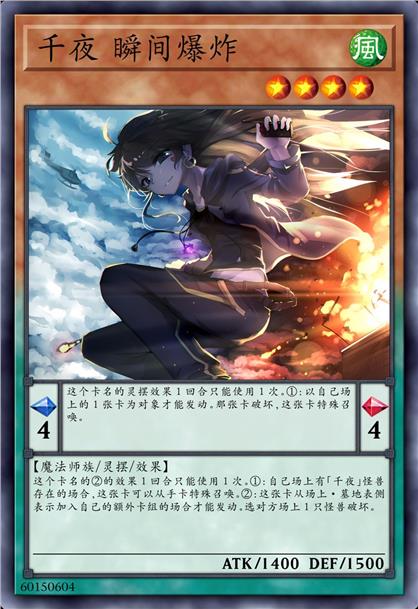 千夜 瞬间爆炸
風
这个卡名的灵摆效果1回合只能使用1次。①:以自己场
上的1张卡为对象才能发动。那张卡破坏,这张卡特殊召
唤。
4
4
【魔法师族/灵摆/效果】
这个卡名的②的效果1回合只能使用1次。①:自己场上有「千夜」怪兽
存在的场合,这张卡可以从手卡特殊召唤。②:这张卡从场上·墓地表侧
表示加入自己的额外卡组的场合才能发动。选对方场上1只怪兽破坏。
ATK/1400 DEF/1500
60150604